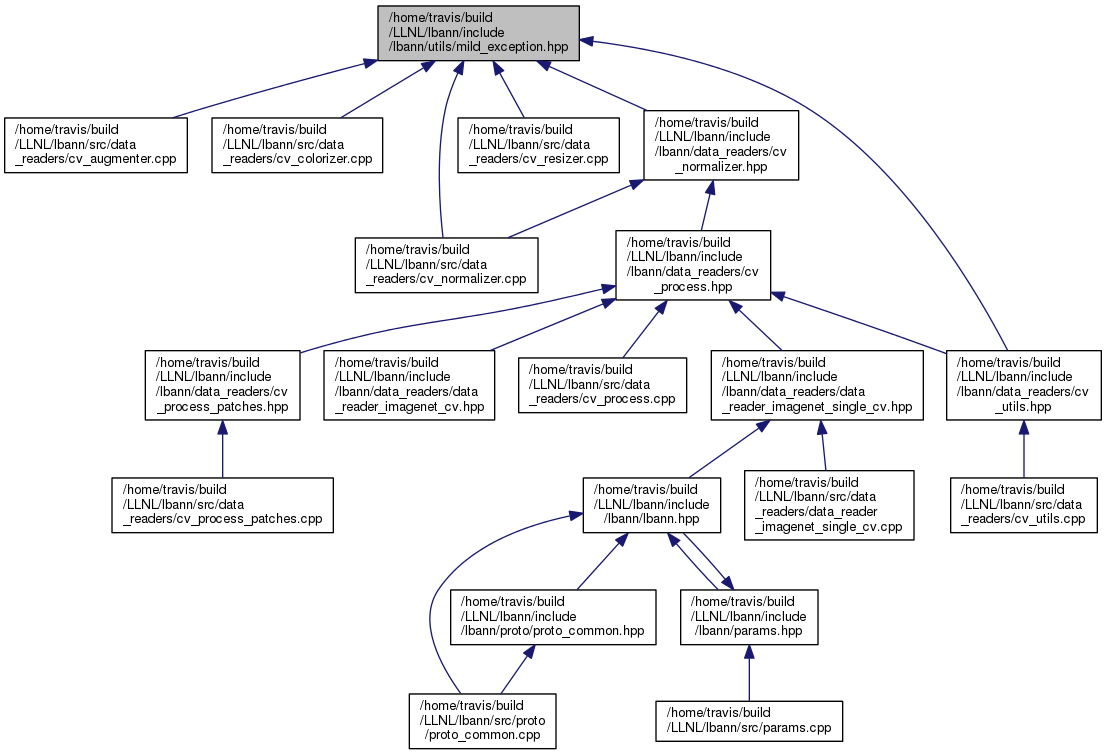 /home/travis/build
/LLNL/lbann/include
/lbann/utils/mild_exception.hpp
/home/travis/build
/LLNL/lbann/src/data
_readers/cv_augmenter.cpp
/home/travis/build
/LLNL/lbann/src/data
_readers/cv_colorizer.cpp
/home/travis/build
/LLNL/lbann/src/data
_readers/cv_resizer.cpp
/home/travis/build
/LLNL/lbann/include
/lbann/data_readers/cv
_normalizer.hpp
/home/travis/build
/LLNL/lbann/src/data
_readers/cv_normalizer.cpp
/home/travis/build
/LLNL/lbann/include
/lbann/data_readers/cv
_process.hpp
/home/travis/build
/LLNL/lbann/include
/lbann/data_readers/cv
_process_patches.hpp
/home/travis/build
/LLNL/lbann/include
/lbann/data_readers/data
_reader_imagenet_cv.hpp
/home/travis/build
/LLNL/lbann/src/data
_readers/cv_process.cpp
/home/travis/build
/LLNL/lbann/include
/lbann/data_readers/data
_reader_imagenet_single_cv.hpp
/home/travis/build
/LLNL/lbann/include
/lbann/data_readers/cv
_utils.hpp
/home/travis/build
/LLNL/lbann/src/data
_readers/cv_process_patches.cpp
/home/travis/build
/LLNL/lbann/include
/lbann/lbann.hpp
/home/travis/build
/LLNL/lbann/src/data
_readers/data_reader
_imagenet_single_cv.cpp
/home/travis/build
/LLNL/lbann/src/data
_readers/cv_utils.cpp
/home/travis/build
/LLNL/lbann/include
/lbann/proto/proto_common.hpp
/home/travis/build
/LLNL/lbann/include
/lbann/params.hpp
/home/travis/build
/LLNL/lbann/src/proto
/proto_common.cpp
/home/travis/build
/LLNL/lbann/src/params.cpp